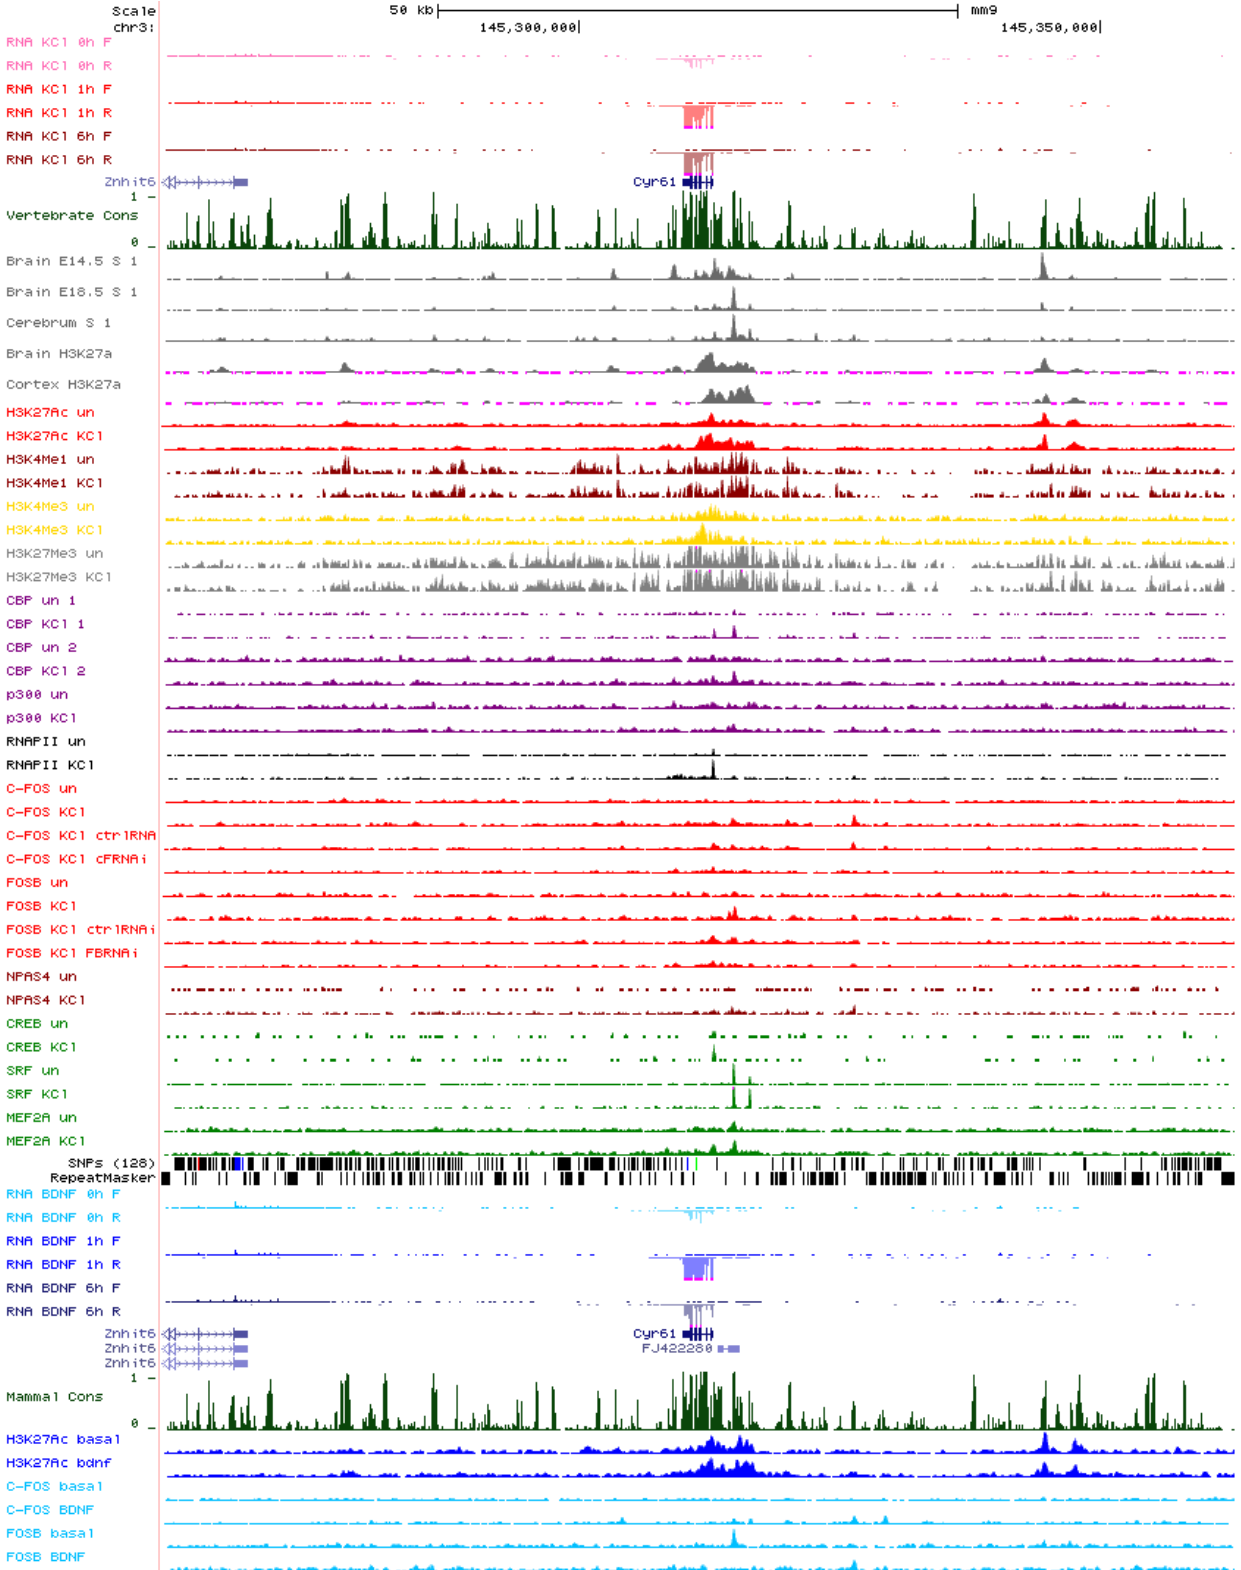 Scale 50 kb mm9
chr3: 145,300,000 145,350,000
RNA KCl 0h F
RNA KCl 0h R
RNA KCl 1h F
RNA KCl 1h R
RNA KCl 6h F
RNA KCl 6h R
Znhit6 Cyr61
1
Vertebrate Cons
0
Brain E14.5 S 1
Brain E18.5 S 1
Cerebrum S 1
Brain H3K27a
Cortex H3K27a
H3K27Ac un
H3K27Ac KCl
H3K4Me1 un
H3K4Me1 KCl
H3K4Me3 un
H3K4Me3 KCl
H3K27Me3 un
H3K27Me3 KCl
CBP un 1
CBP KCl 1
CBP un 2
CBP KCl 2
p300 un
p300 KCl
RNAPII un
RNAPII KCl
C-FOS un
C-FOS KCl
C-FOS KCl ctrlRNA
C-FOS KCl cFRNAi
FOSB un
FOSB KCl
FOSB KCl ctrlRNAi
FOSB KCl FBRNAi
NPAS4 un
NPAS4 KCl
CREB un
CREB KCl
SRF un
SRF KCl
MEF2A un
MEF2A KCl
SNPs (128)
RepeatMasker
RNA BDNF 0h F
RNA BDNF 0h R
RNA BDNF 1h F
RNA BDNF 1h R
RNA BDNF 6h F
RNA BDNF 6h R
Znhit6 Cyr61
Znhit6 FJ422280
Znhit6
1
Mammal Cons
0
H3K27Ac basal
H3K27Ac bdnf
C-FOS basal
C-FOS BDNF
FOSB basal
FOSB BDNF